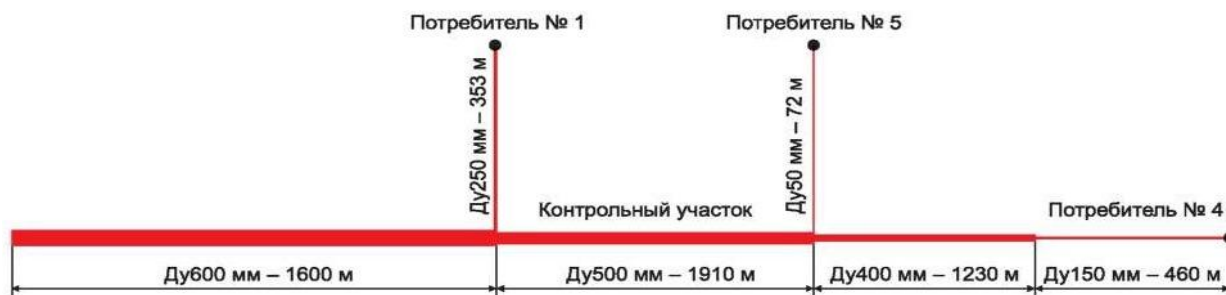 Потребитель № 1
Потребитель № 5
Ду250 мм – 353 м
Ду50 мм – 72 м
Контрольный участок
Потребитель № 4
Ду600 мм – 1600 м
Ду500 мм – 1910 м
Ду400 мм – 1230 м
Ду150 мм – 460 м